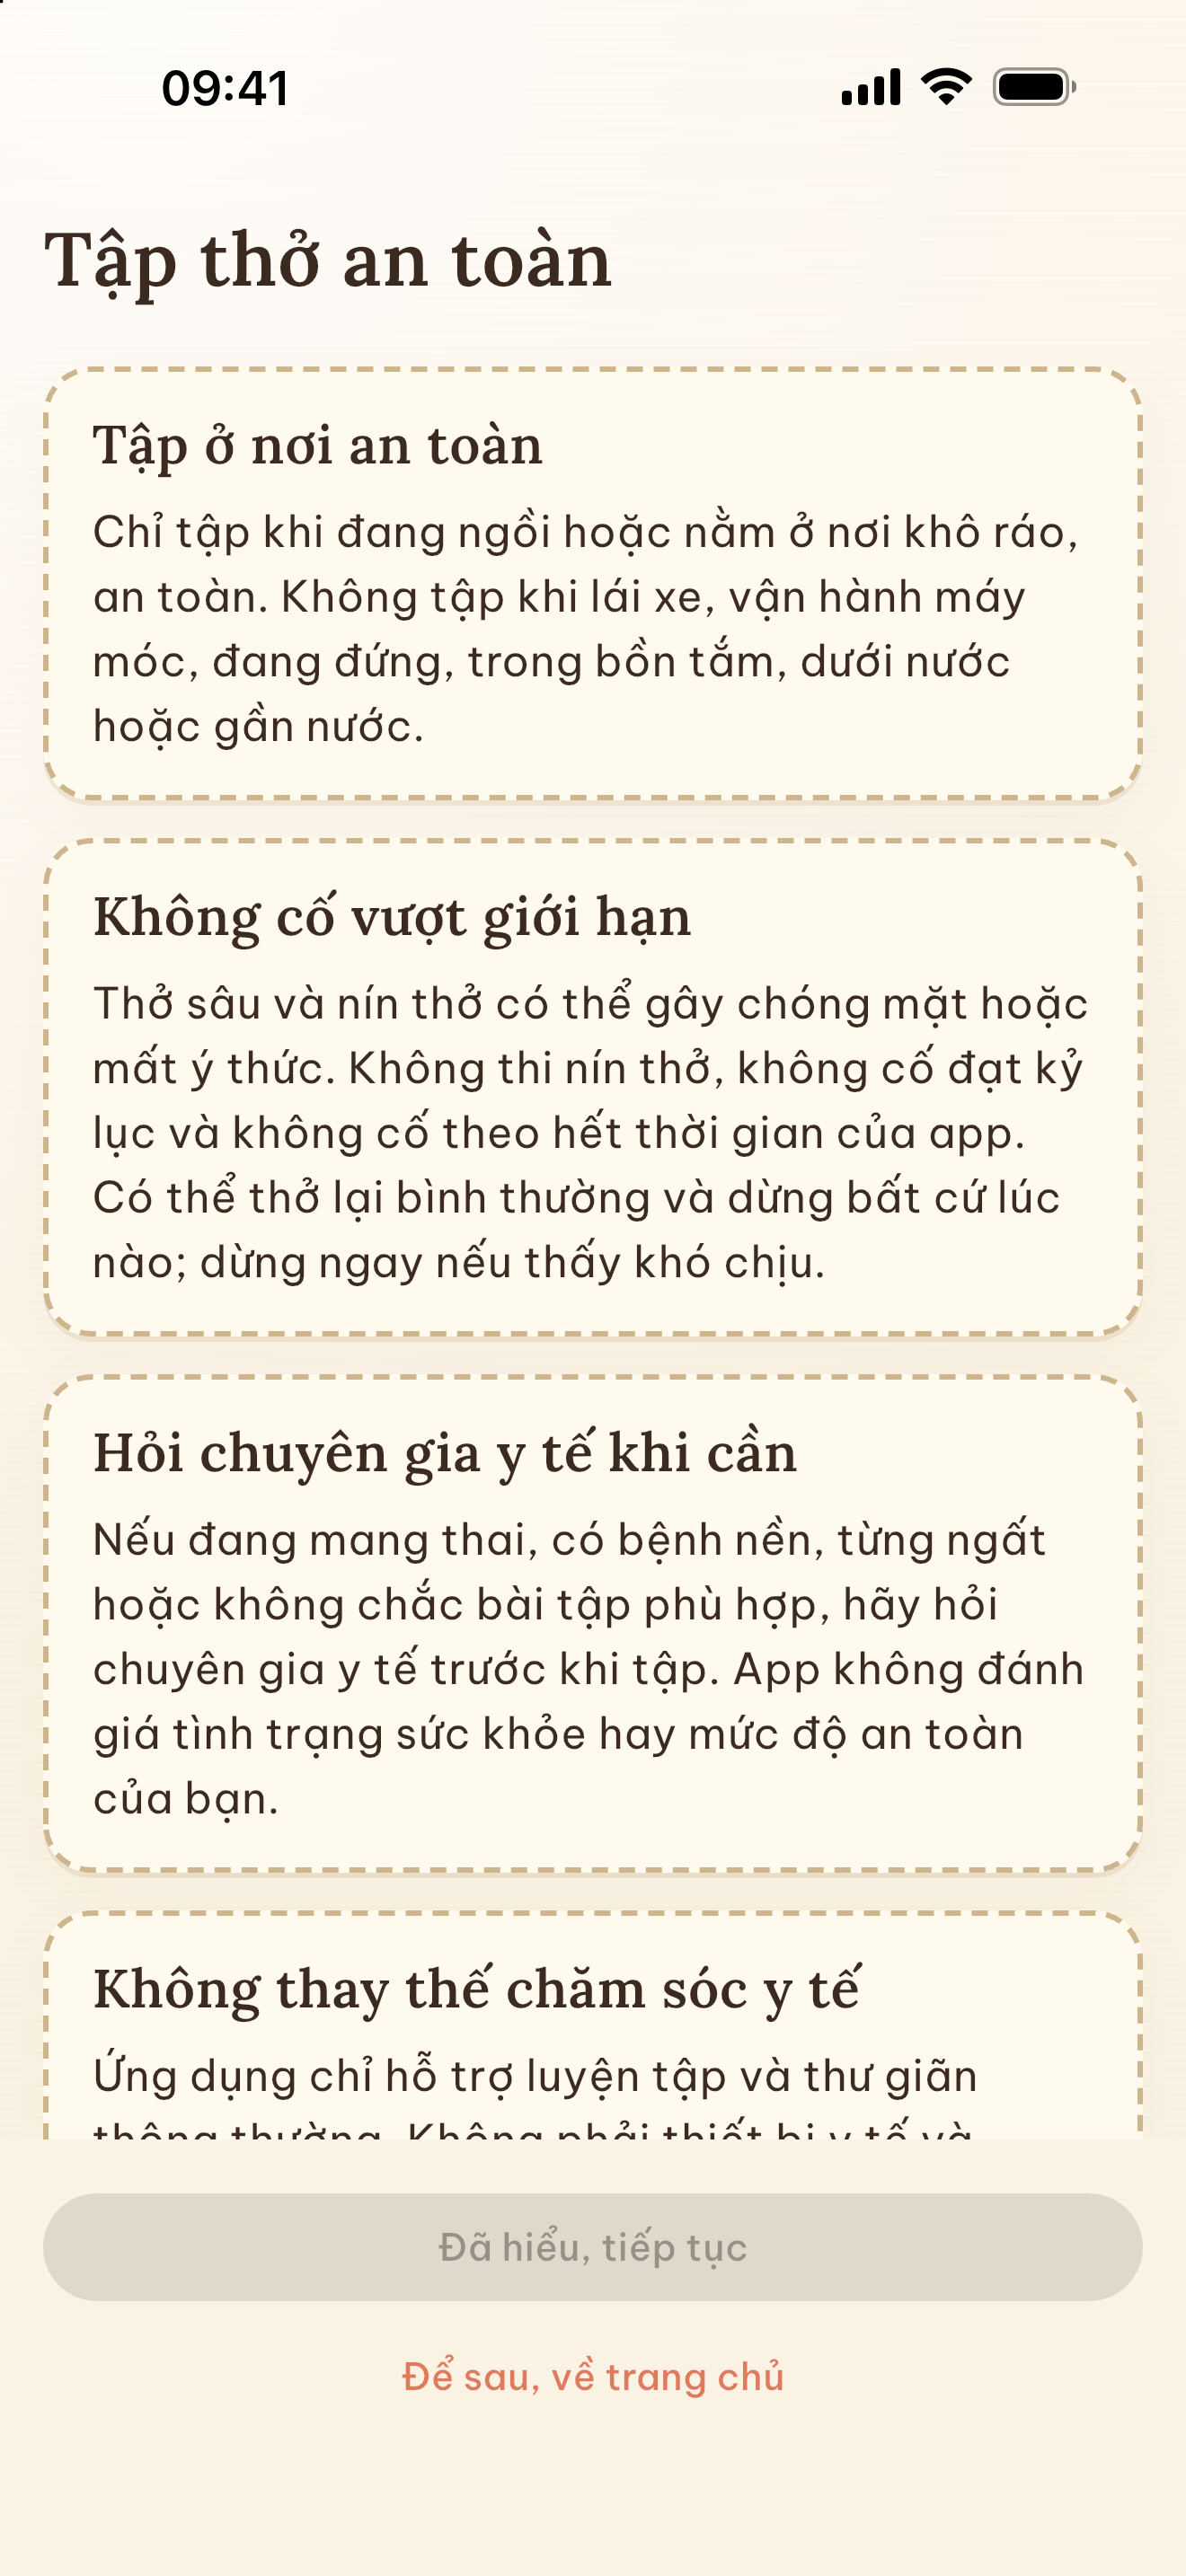 09:41
Tập thở an toàn
Tập ở nơi an toàn
Chỉ tập khi đang ngồi hoặc nằm ở nơi khô ráo,
an toàn. Không tập khi lái xe, vận hành máy
móc, đang đứng, trong bồn tắm, dưới nước
hoặc gần nước.
Không cố vượt giới hạn
Thở sâu và nín thở có thể gây chóng mặt hoặc
mất ý thức. Không thi nín thở, không cố đạt kỷ
lục và không cố theo hết thời gian của app.
Có thể thở lại bình thường và dừng bất cứ lúc
nào; dừng ngay nếu thấy khó chịu.
Hỏi chuyên gia y tế khi cần
Nếu đang mang thai, có bệnh nền, từng ngất
hoặc không chắc bài tập phù hợp, hãy hỏi
chuyên gia y tế trước khi tập. App không đánh
giá tình trạng sức khỏe hay mức độ an toàn
của bạn.
Không thay thế chăm sóc y tế
Ứng dụng chỉ hỗ trợ luyện tập và thư giãn
thông thường. Không phải thiết bị y tế và
Đã hiểu, tiếp tục
Để sau, về trang chủ